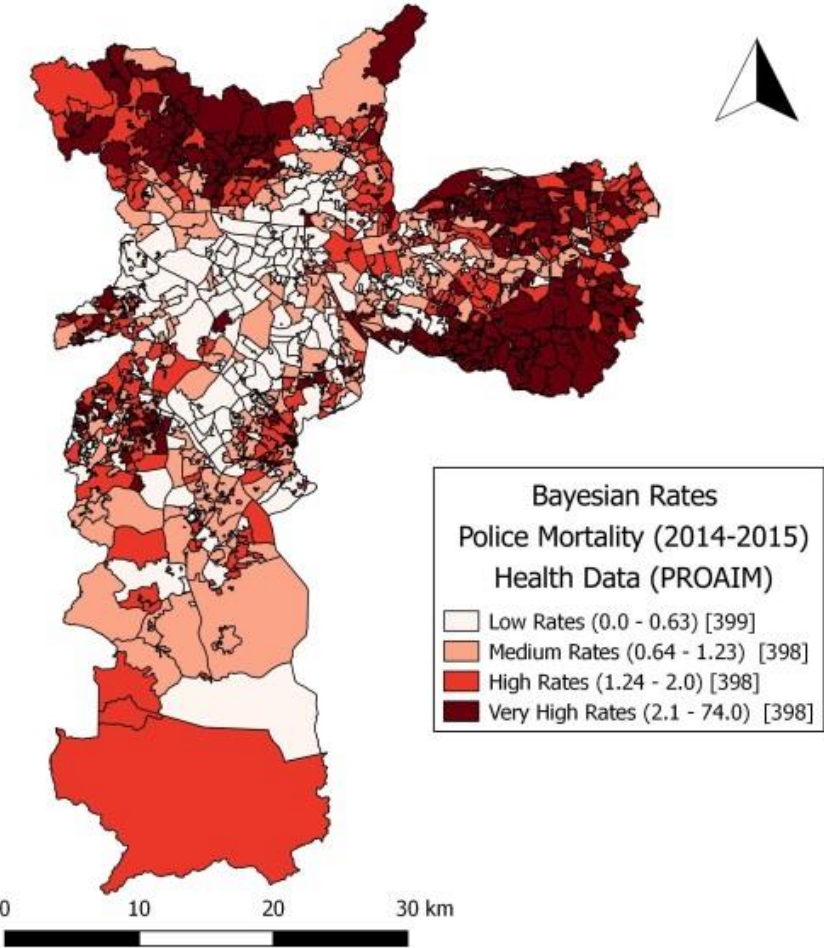 Bayesian Rates
Police Mortality (2014-2015)
Health Data (PROAIM)
Low Rates (0.0 - 0.63) [399]
Medium Rates (0.64 - 1.23) [398]
High Rates (1.24 - 2.0) [398]
Very High Rates (2.1 - 74.0) [398]
0 10 20 30 km